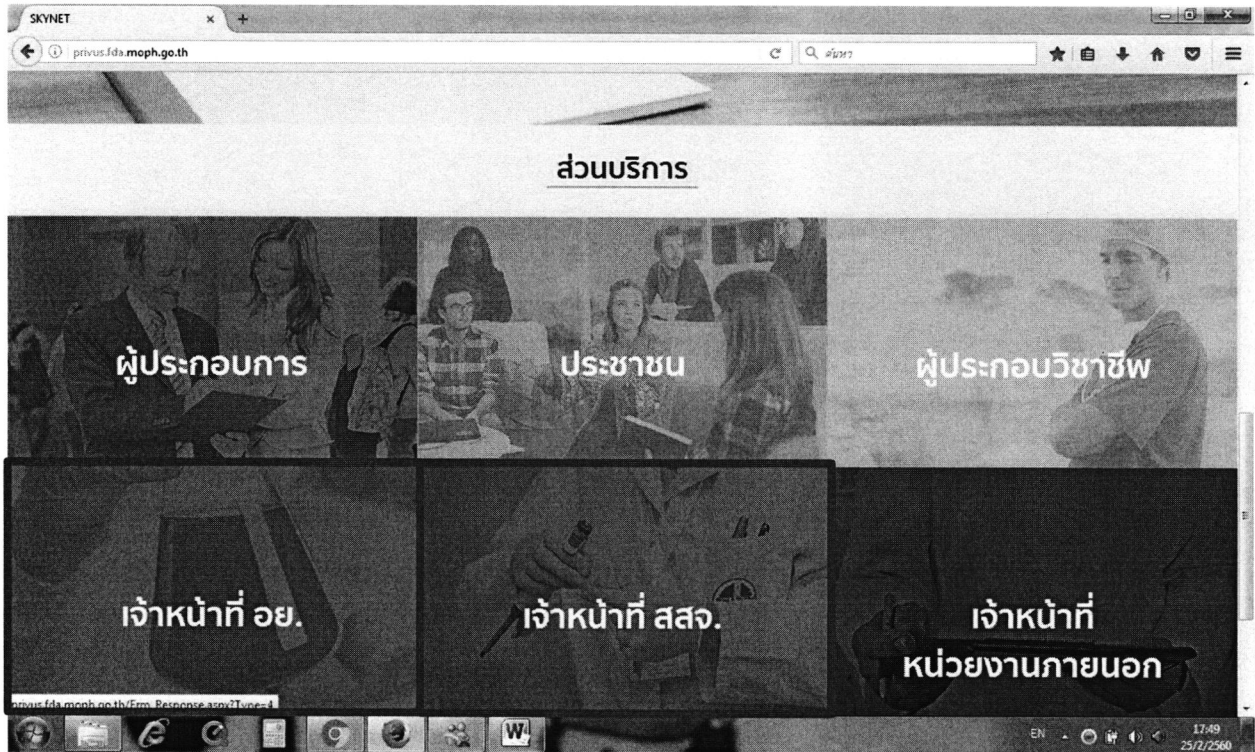 SKYNET
privus.fda.moph.go.th
ค้นหา
ส่วนบริการ
ผู้ประกอบการ
ประชาชน
ผู้ประกอบวิชาชีพ
เจ้าหน้าที่ อย.
เจ้าหน้าที่ สสจ.
เจ้าหน้าที่
หน่วยงานภายนอก
privus.fda.moph.go.th/Frm_Response.aspx?Type=4
EN
17:49
25/2/2560